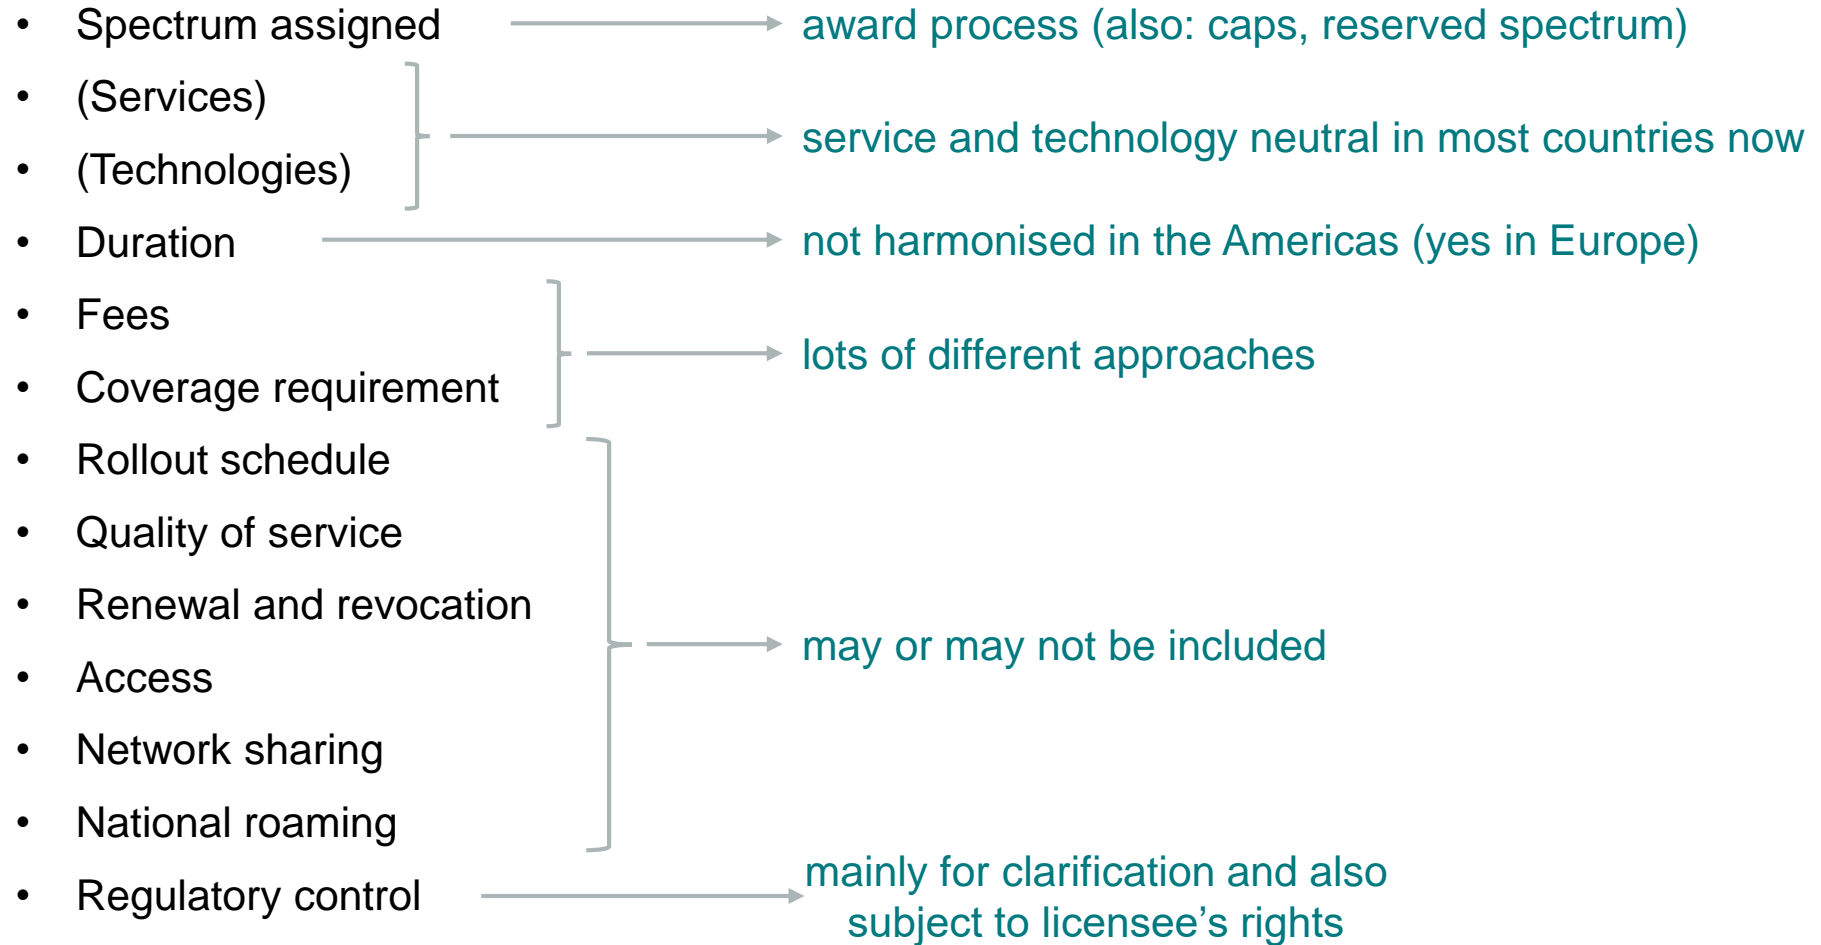 • Spectrum assigned
award process (also: caps, reserved spectrum)
• (Services)
• (Technologies)
service and technology neutral in most countries now
• Duration
not harmonised in the Americas (yes in Europe)
• Fees
• Coverage requirement
lots of different approaches
• Rollout schedule
• Quality of service
• Renewal and revocation
• Access
• Network sharing
• National roaming
may or may not be included
• Regulatory control
mainly for clarification and also
subject to licensee’s rights